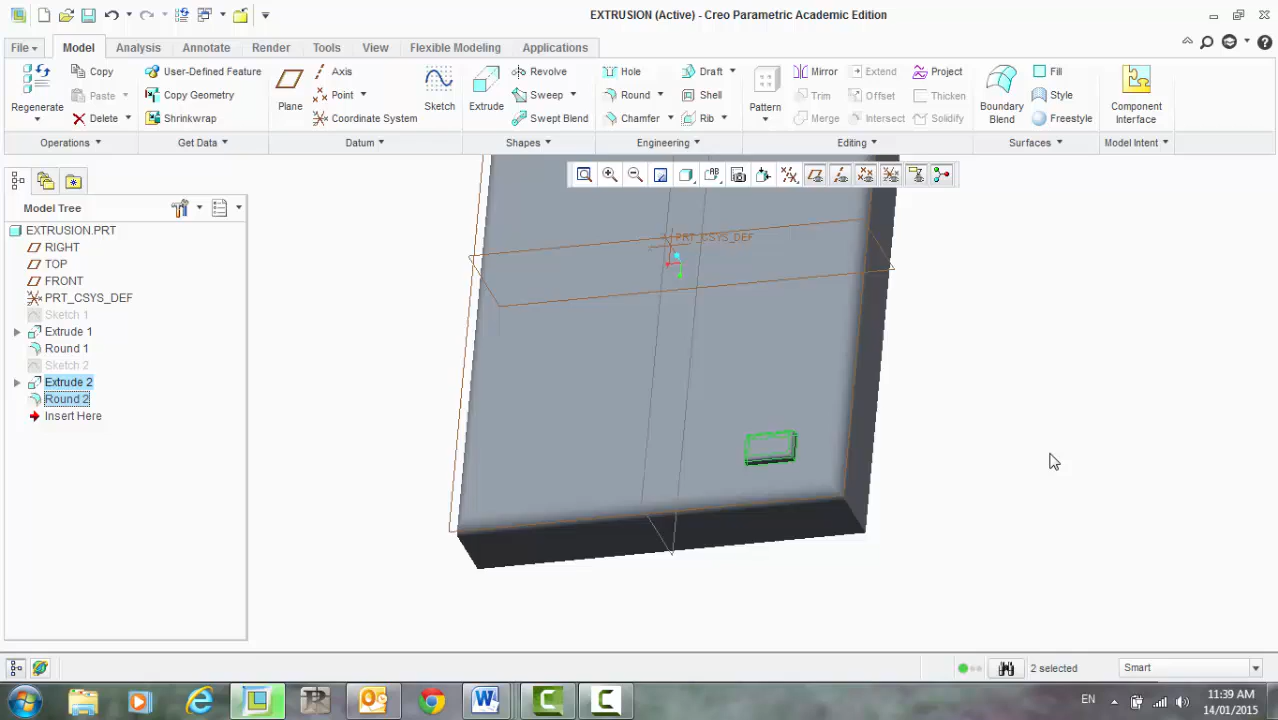 EXTRUSION (Active) - Creo Parametric Academic Edition
File Model Analysis Annotate Render Tools View Flexible Modeling Applications
Regenerate
Copy
Paste
Delete
Operations
User-Defined Feature
Copy Geometry
Shrinkwrap
Get Data
Plane
Axis
Point
Coordinate System
Datum
Sketch
Extrude
Revolve
Sweep
Swept Blend
Shapes
Hole
Round
Chamfer
Draft
Shell
Rib
Engineering
Pattern
Mirror
Trim
Merge
Extend
Offset
Intersect
Project
Thicken
Solidify
Editing
Boundary
Blend
Fill
Style
Freestyle
Surfaces
Component
Interface
Model Intent
Model Tree
EXTRUSION.PRT
RIGHT
TOP
FRONT
PRT_CSYS_DEF
Sketch 1
Extrude 1
Round 1
Sketch 2
Extrude 2
Round 2
Insert Here
PRT_CSYS_DEF
2 selected
Smart
EN
11:39 AM
14/01/2015